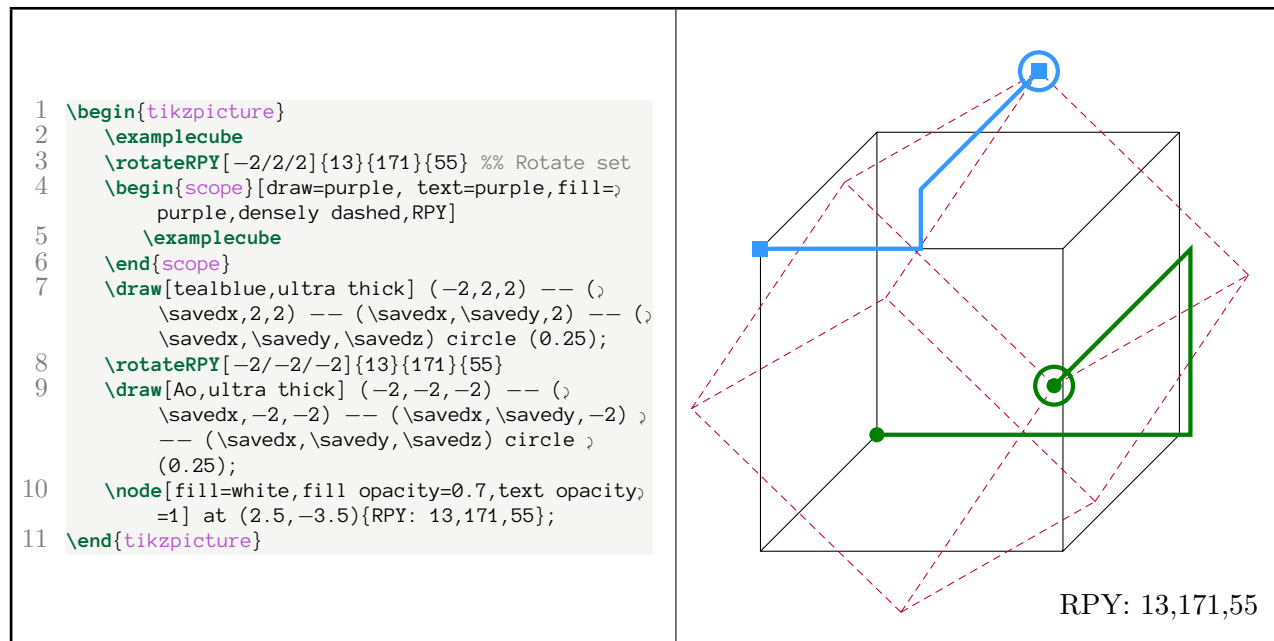 1 \begin{tikzpicture}
2 \examplecube
3 \rotateRPY[−2/2/2]{13}{171}{55} %% Rotate set
4 \begin{scope}[draw=purple, text=purple,fill=⤸
purple,densely dashed,RPY]
5 \examplecube
6 \end{scope}
7 \draw[tealblue,ultra thick] (−2,2,2) −− (⤸
\savedx,2,2) −− (\savedx,\savedy,2) −− (⤸
\savedx,\savedy,\savedz) circle (0.25);
8 \rotateRPY[−2/−2/−2]{13}{171}{55}
9 \draw[Ao,ultra thick] (−2,−2,−2) −− (⤸
\savedx,−2,−2) −− (\savedx,\savedy,−2) ⤸
−− (\savedx,\savedy,\savedz) circle ⤸
(0.25);
10 \node[fill=white,fill opacity=0.7,text opacity⤸
=1] at (2.5,−3.5){RPY: 13,171,55};
11 \end{tikzpicture}
RPY: 13,171,55